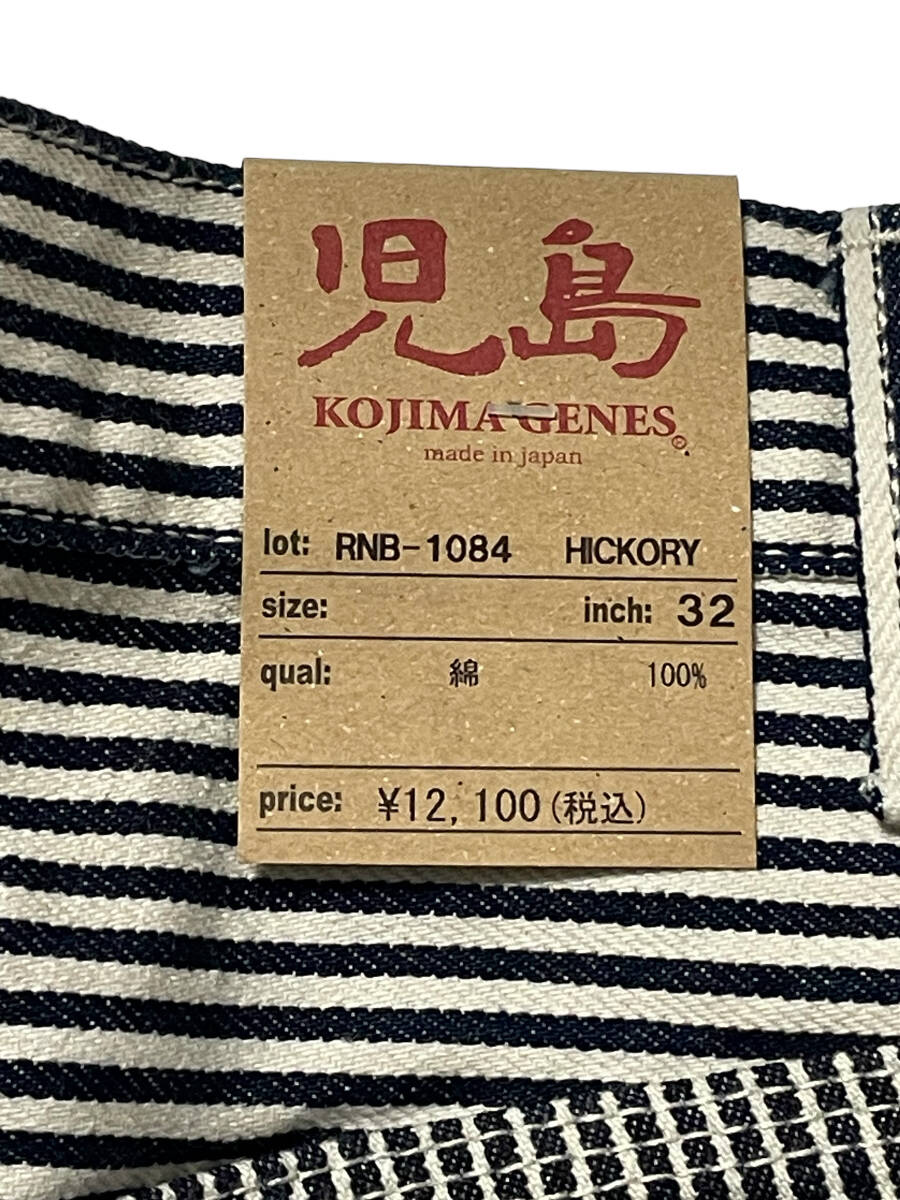 児島
KOJIMA GENES®
made in japan
lot: RNB-1084 HICKORY
size: inch: 32
qual: 綿 100%
price: ¥12,100(税込)